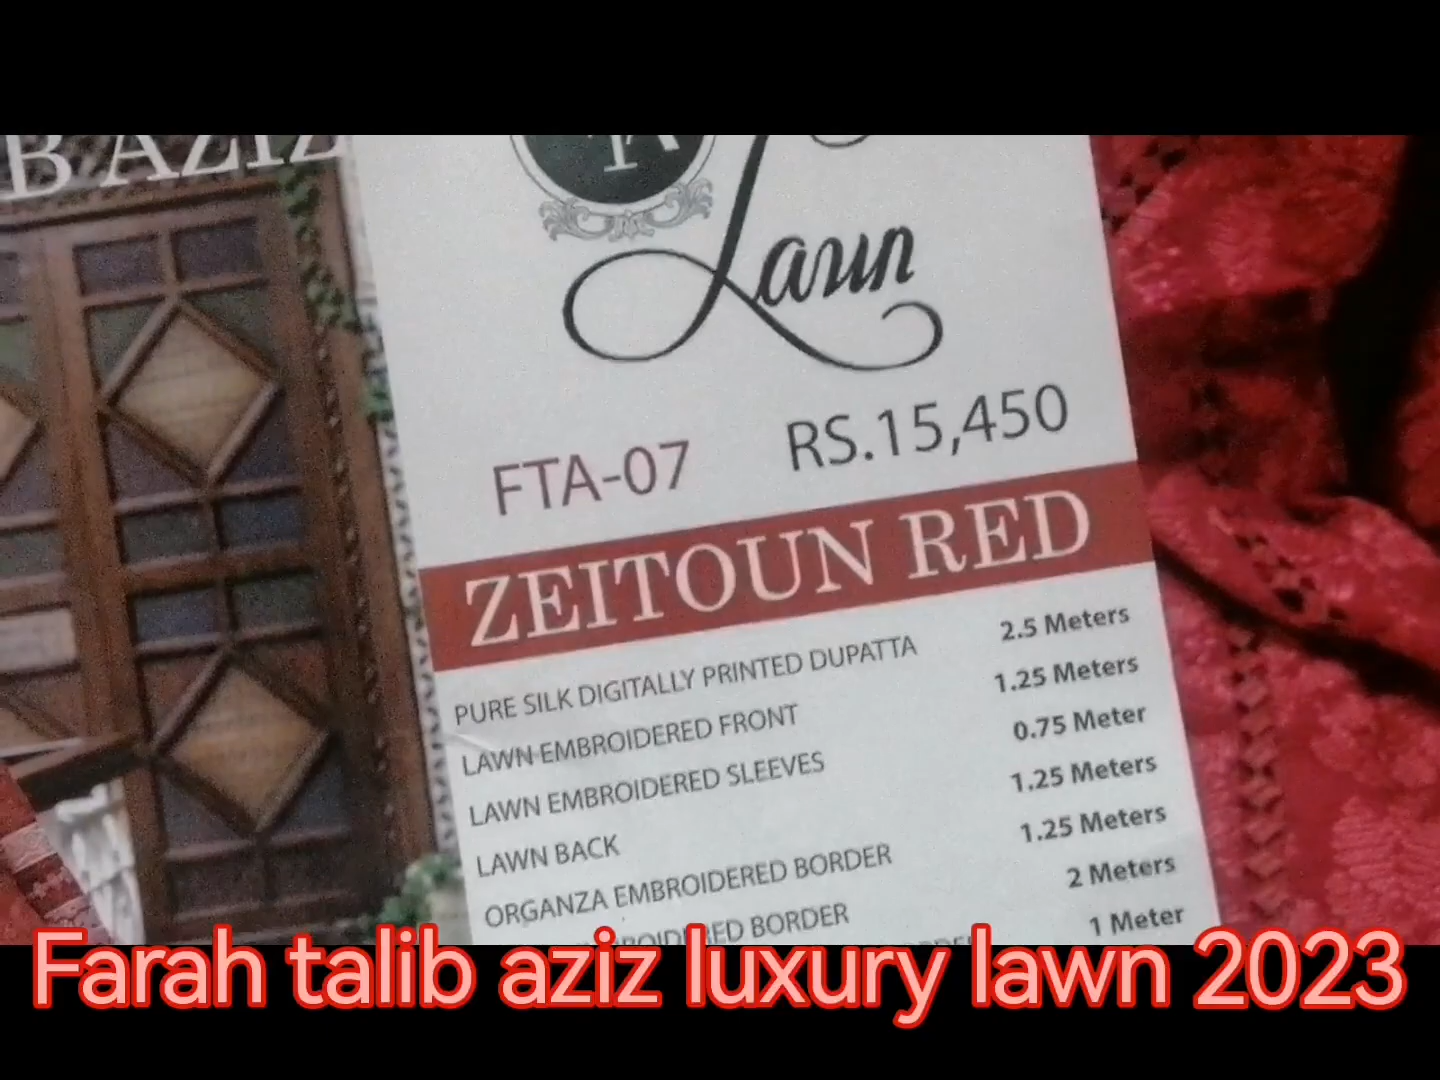 B AZIZ
Lawn
FTA-07 RS.15,450
ZEITOUN RED
PURE SILK DIGITALLY PRINTED DUPATTA 2.5 Meters
LAWN EMBROIDERED FRONT 1.25 Meters
LAWN EMBROIDERED SLEEVES 0.75 Meter
LAWN BACK 1.25 Meters
ORGANZA EMBROIDERED BORDER 1.25 Meters
BORDER 2 Meters
1 Meter
Farah talib aziz luxury lawn 2023